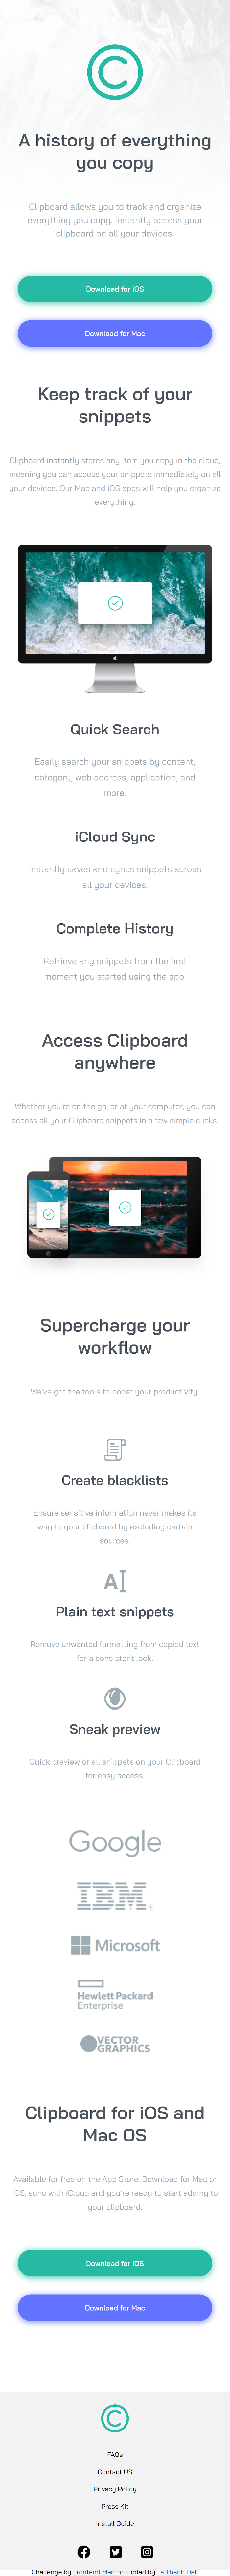 A history of everything
you copy
Clipboard allows you to track and organize
everything you copy. Instantly access your
clipboard on all your devices.
Download for iOS
Download for Mac
Keep track of your
snippets
Clipboard instantly stores any item you copy in the cloud,
meaning you can access your snippets immediately on all
your devices. Our Mac and iOS apps will help you organize
everything.
Quick Search
Easily search your snippets by content,
category, web address, application, and
more.
iCloud Sync
Instantly saves and syncs snippets across
all your devices.
Complete History
Retrieve any snippets from the first
moment you started using the app.
Access Clipboard
anywhere
Whether you're on the go, or at your computer, you can
access all your Clipboard snippets in a few simple clicks.
Supercharge your
workflow
We've got the tools to boost your productivity.
Create blacklists
Ensure sensitive information never makes its
way to your clipboard by excluding certain
sources.
A
Plain text snippets
Remove unwanted formatting from copied text
for a consistent look.
Sneak preview
Quick preview of all snippets on your Clipboard
for easy access.
Google
IBM
Microsoft
Hewlett Packard
Enterprise
VECTOR
GRAPHICS
Clipboard for iOS and
Mac OS
Available for free on the App Store. Download for Mac or
iOS, sync with iCloud and you're ready to start adding to
your clipboard.
Download for iOS
Download for Mac
FAQs
Contact US
Privacy Policy
Press Kit
Install Guide
Challenge by Frontend Mentor. Coded by Ta Thanh Dat.